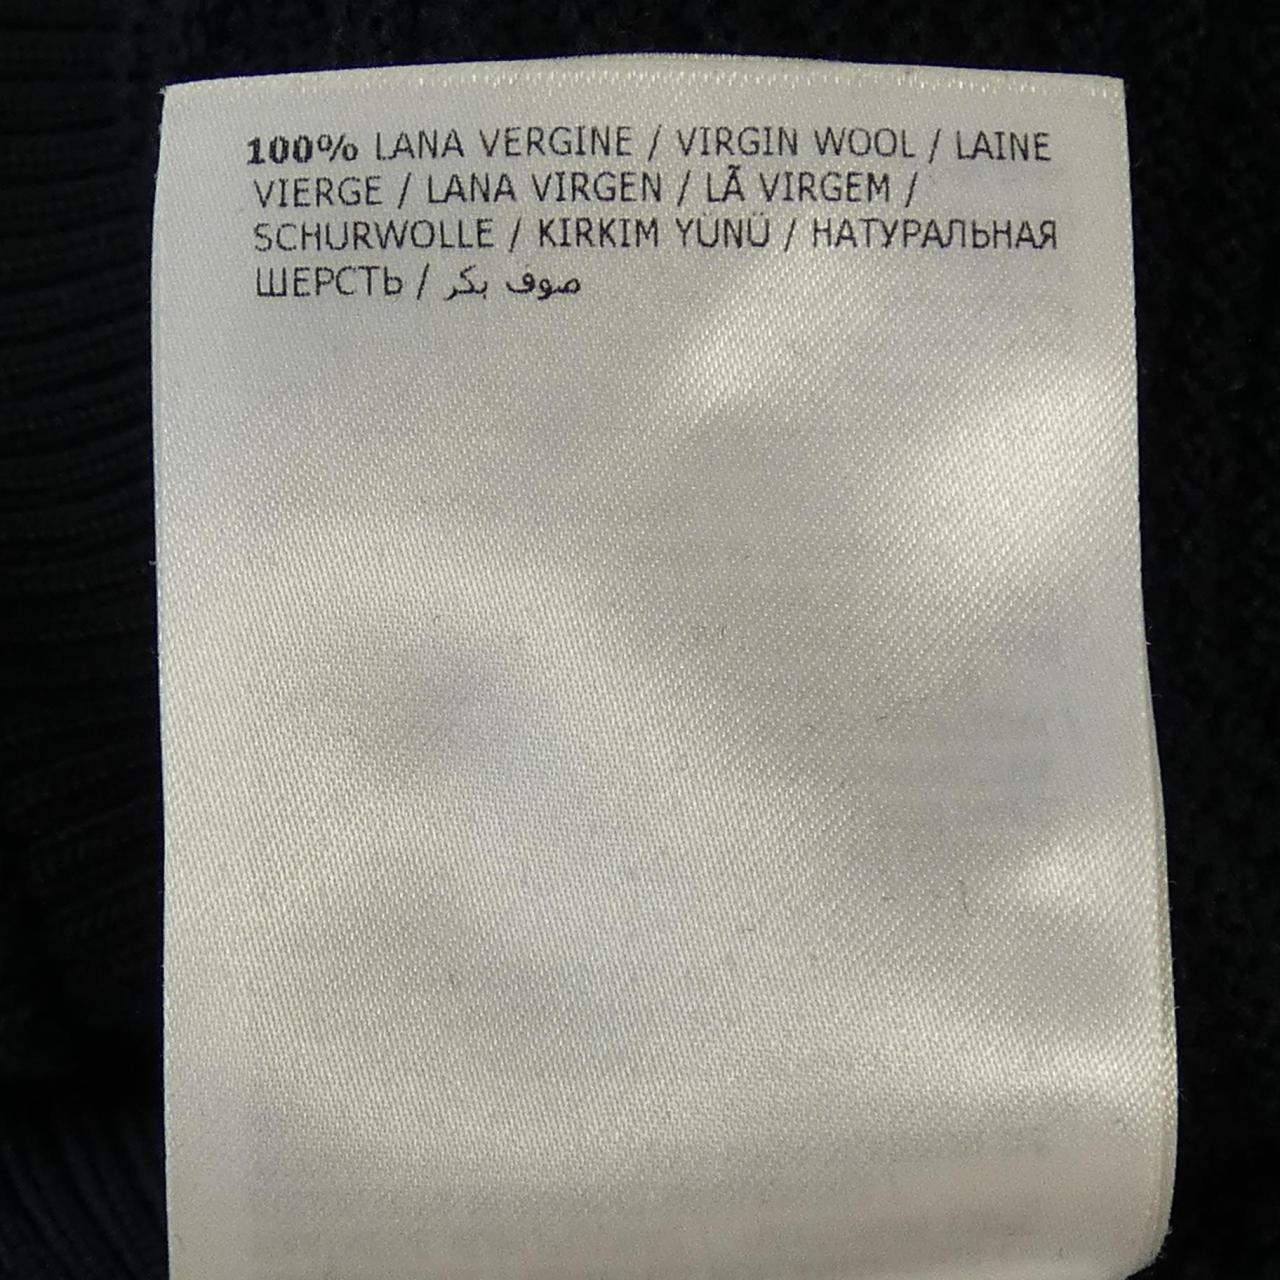 100% LANA VERGINE / VIRGIN WOOL / LAINE
VIERGE / LANA VIRGEN / LÃ VIRGEM /
SCHURWOLLE / KIRKIM YÜNÜ / НАТУРАЛЬНАЯ
ШЕРСТЬ / صوف بكر